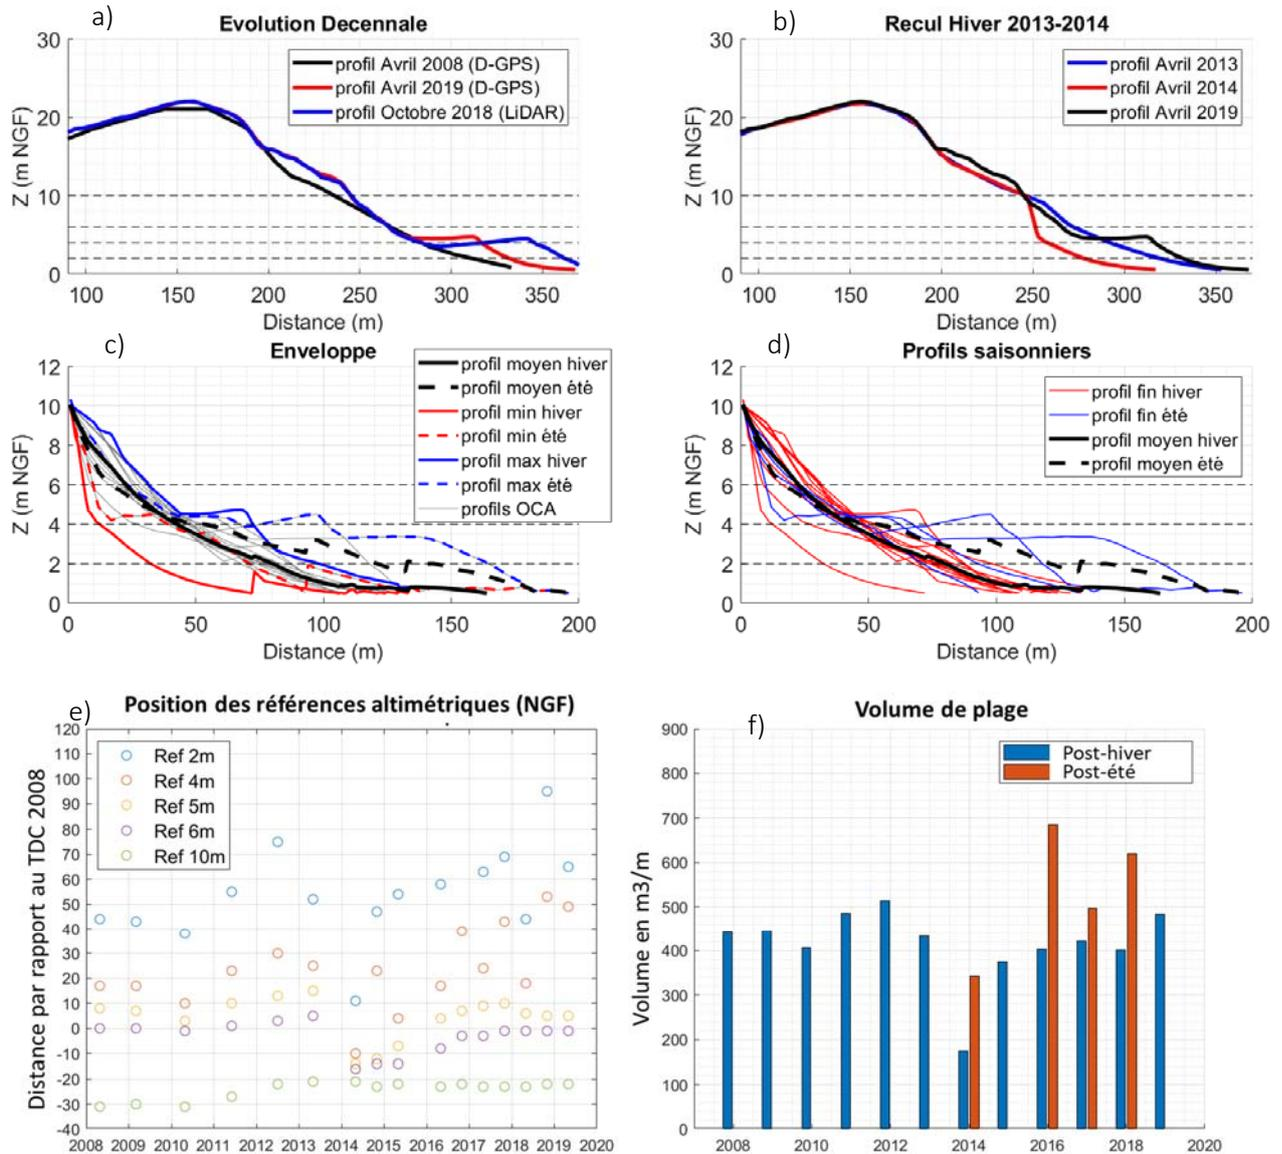 a)
Evolution Decennale
30
20
10
0
Z (m NGF)
profil Avril 2008 (D-GPS)
profil Avril 2019 (D-GPS)
profil Octobre 2018 (LiDAR)
100 150 200 250 300 350
Distance (m)
b)
Recul Hiver 2013-2014
30
20
10
0
Z (m NGF)
profil Avril 2013
profil Avril 2014
profil Avril 2019
100 150 200 250 300 350
Distance (m)
c)
Enveloppe
12
10
8
6
4
2
0
Z (m NGF)
profil moyen hiver
profil moyen été
profil min hiver
profil min été
profil max hiver
profil max été
profils OCA
0 50 100 150 200
Distance (m)
d)
Profils saisonniers
12
10
8
6
4
2
0
Z (m NGF)
profil fin hiver
profil fin été
profil moyen hiver
profil moyen été
0 50 100 150 200
Distance (m)
e)
Position des références altimétriques (NGF)
120
110
100
90
80
70
60
50
40
30
20
10
0
-10
-20
-30
-40
Distance par rapport au TDC 2008
Ref 2m
Ref 4m
Ref 5m
Ref 6m
Ref 10m
2008 2009 2010 2011 2012 2013 2014 2015 2016 2017 2018 2019 2020
f)
Volume de plage
900
800
700
600
500
400
300
200
100
0
Volume en m3/m
Post-hiver
Post-été
2008 2010 2012 2014 2016 2018 2020